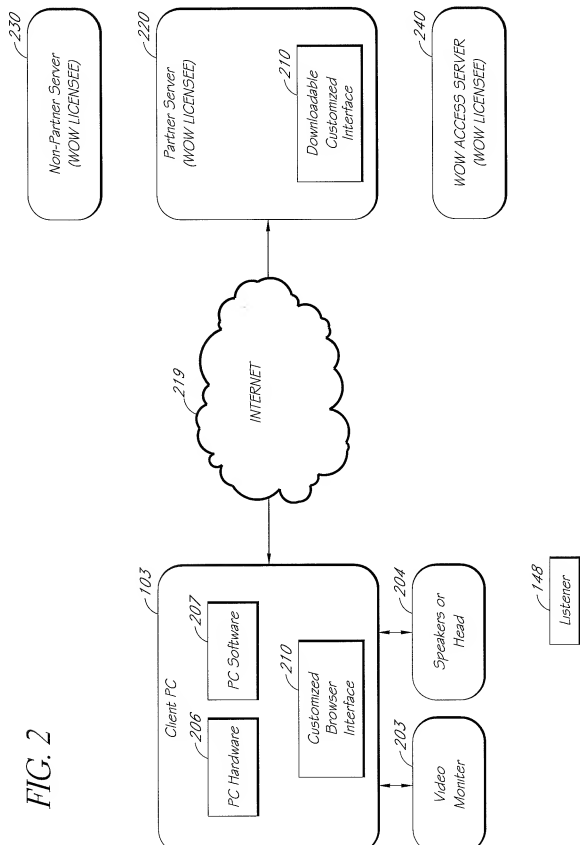 FIG. 2
Client PC
103
206
PC Hardware
207
PC Software
210
Customized
Browser
Interface
203
Video
Moniter
204
Speakers or
Head
148
Listener
219
INTERNET
230
Non-Partner Server
(WOW LICENSEE)
220
Partner Server
(WOW LICENSEE)
210
Downloadable
Customized
Interface
240
WOW ACCESS SERVER
(WOW LICENSEE)